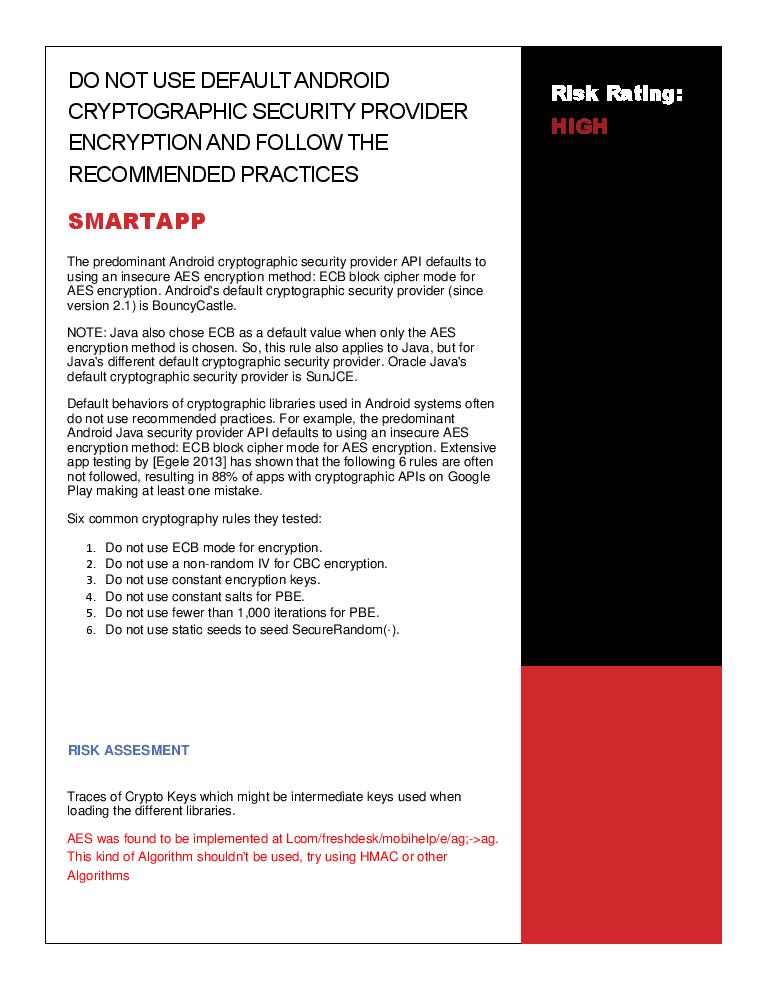 DO NOT USE DEFAULT ANDROID
CRYPTOGRAPHIC SECURITY PROVIDER
ENCRYPTION AND FOLLOW THE
RECOMMENDED PRACTICES
SMARTAPP
The predominant Android cryptographic security provider API defaults to
using an insecure AES encryption method: ECB block cipher mode for
AES encryption. Android's default cryptographic security provider (since
version 2.1) is BouncyCastle.
NOTE: Java also chose ECB as a default value when only the AES
encryption method is chosen. So, this rule also applies to Java, but for
Java's different default cryptographic security provider. Oracle Java's
default cryptographic security provider is SunJCE.
Default behaviors of cryptographic libraries used in Android systems often
do not use recommended practices. For example, the predominant
Android Java security provider API defaults to using an insecure AES
encryption method: ECB block cipher mode for AES encryption. Extensive
app testing by [Egele 2013] has shown that the following 6 rules are often
not followed, resulting in 88% of apps with cryptographic APIs on Google
Play making at least one mistake.
Six common cryptography rules they tested:
1. Do not use ECB mode for encryption.
2. Do not use a non-random IV for CBC encryption.
3. Do not use constant encryption keys.
4. Do not use constant salts for PBE.
5. Do not use fewer than 1,000 iterations for PBE.
6. Do not use static seeds to seed SecureRandom(·).
RISK ASSESMENT
Traces of Crypto Keys which might be intermediate keys used when
loading the different libraries.
AES was found to be implemented at Lcom/freshdesk/mobihelp/e/ag;->ag.
This kind of Algorithm shouldn't be used, try using HMAC or other
Algorithms
Risk Rating:
HIGH